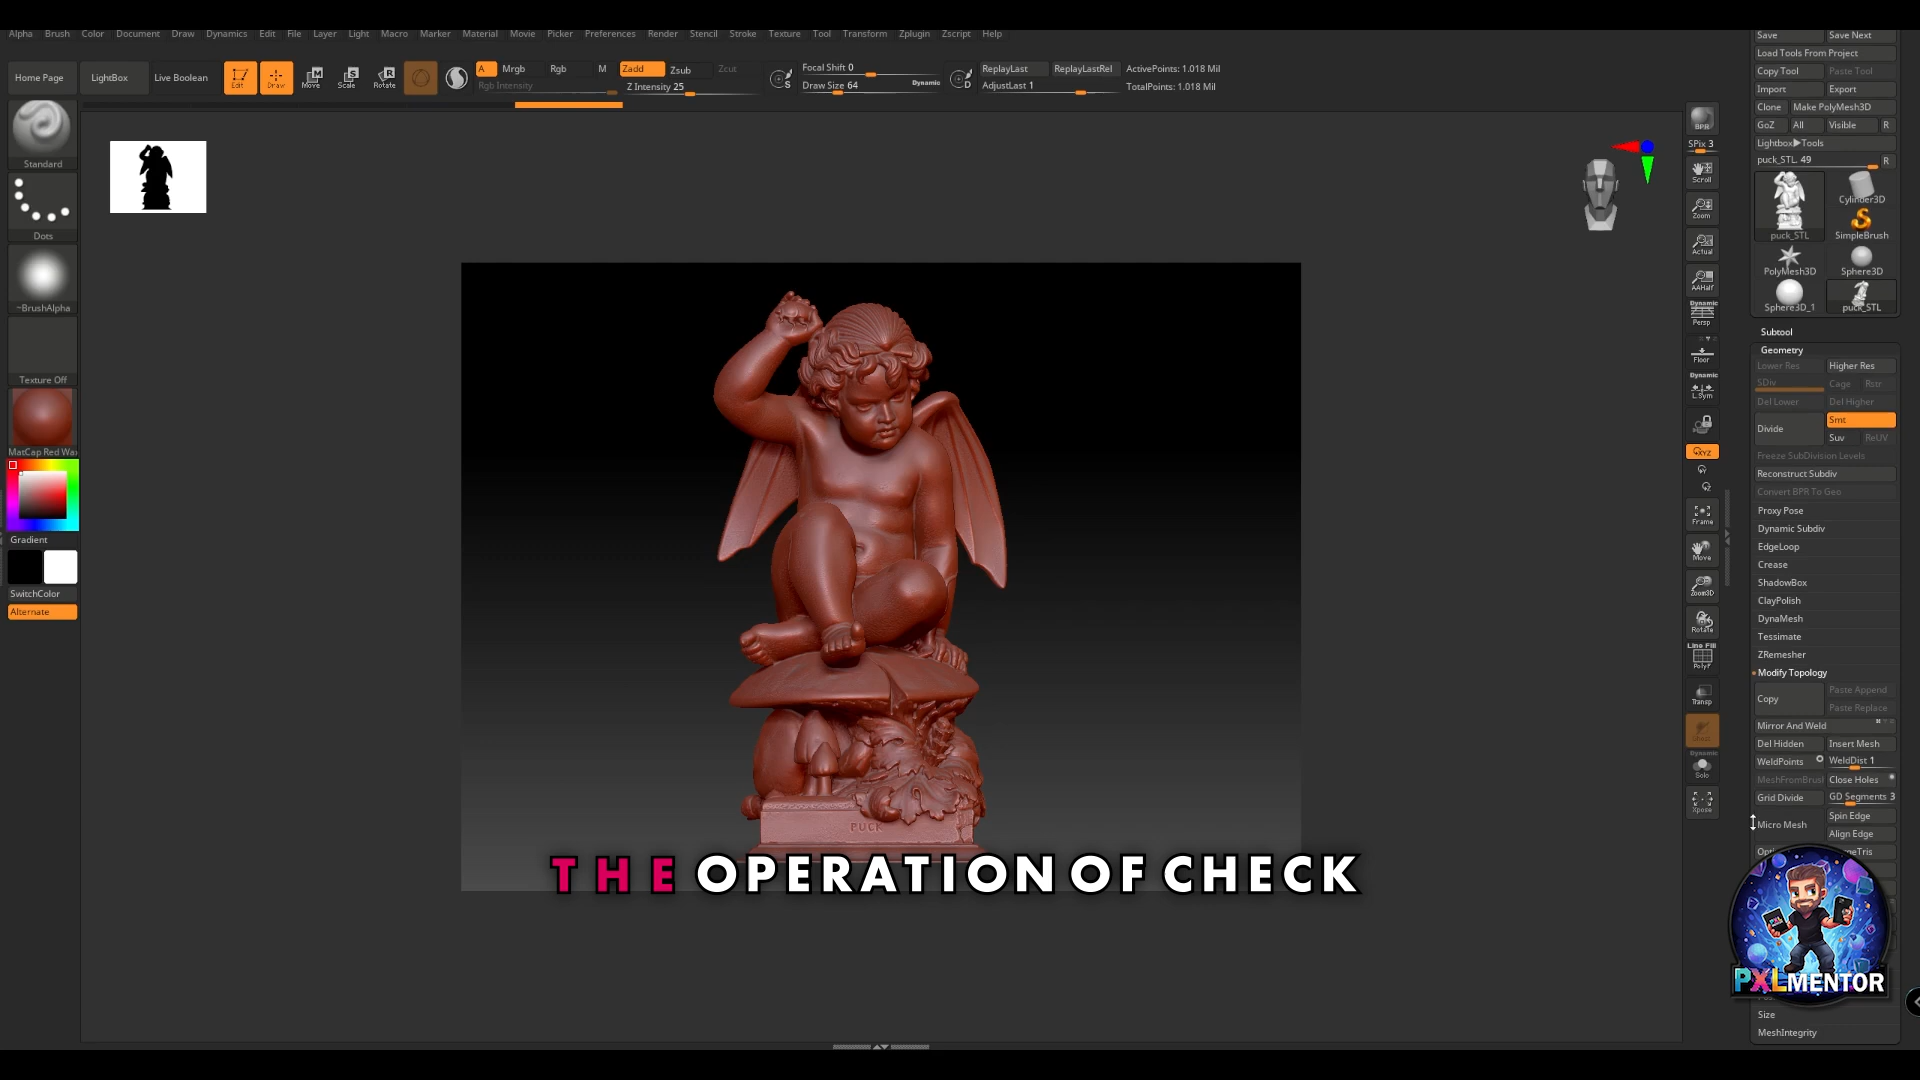 Alpha Brush Color Document Draw Dynamics Edit File Layer Light Macro Marker Material Movie Picker Preferences Render Stencil Stroke Texture Tool Transform Zplugin Zscript Help
Home Page LightBox Live Boolean Edit Draw Move Scale Rotate
A Mrgb Rgb M Zadd Zsub Zcut
Rgb Intensity Z Intensity 25
Focal Shift 0
Draw Size 64 Dynamic
ReplayLast ReplayLastRel ActivePoints: 1.018 Mil
AdjustLast 1 TotalPoints: 1.018 Mil
Standard
Dots
~BrushAlpha
Texture Off
MatCap Red Wax
Gradient
SwitchColor
Alternate
PUCK
THE OPERATION OF CHECK
BPR
SPix 3
Scroll
Zoom
Actual
AAHalf
Dynamic
Persp
Floor
Dynamic
L.Sym
XYZ
Frame
Move
Zoom3D
Rotate
Line Fill
PolyF
Transp
Dynamic
Solo
Xpose
Save Save Next
Load Tools From Project
Copy Tool Paste Tool
Import Export
Clone Make PolyMesh3D
GoZ All Visible R
Lightbox▶Tools
puck_STL. 49 R
puck_STL Cylinder3D
SimpleBrush
PolyMesh3D Sphere3D
Sphere3D_1 puck_STL
Subtool
Geometry
Lower Res Higher Res
SDiv Cage Rstr
Del Lower Del Higher
Divide Smt
Suv ReUV
Freeze SubDivision Levels
Reconstruct Subdiv
Convert BPR To Geo
Proxy Pose
Dynamic Subdiv
EdgeLoop
Crease
ShadowBox
ClayPolish
DynaMesh
Tessimate
ZRemesher
Modify Topology
Copy Paste Append
Paste Replace
Mirror And Weld
Del Hidden Insert Mesh
WeldPoints WeldDist 1
MeshFromBrush Close Holes
Grid Divide GD Segments 3
Micro Mesh Spin Edge
Align Edge
PXLMENTOR
Size
MeshIntegrity